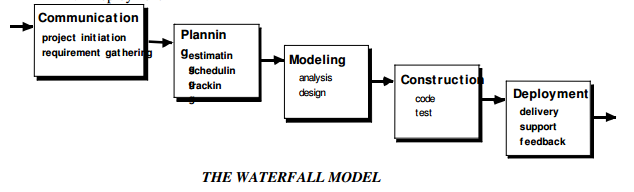 Communication
project initiation
requirement gathering
Plannin
g
estimatin
g
schedulin
g
trackin
g
Modeling
analysis
design
Construction
code
test
Deployment
delivery
support
feedback
THE WATERFALL MODEL